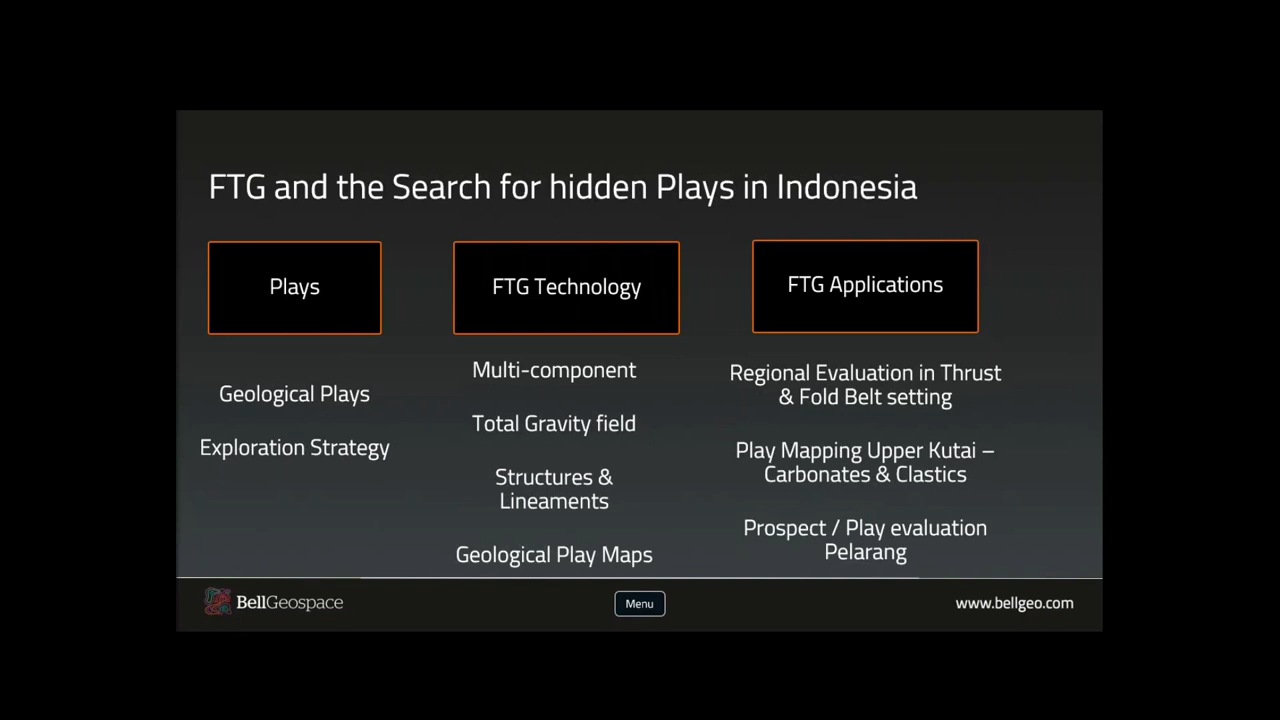 FTG and the Search for hidden Plays in Indonesia
Plays
Geological Plays
Exploration Strategy
FTG Technology
Multi-component
Total Gravity field
Structures &
Lineaments
Geological Play Maps
FTG Applications
Regional Evaluation in Thrust
& Fold Belt setting
Play Mapping Upper Kutai –
Carbonates & Clastics
Prospect / Play evaluation
Pelarang
BellGeospace
Menu
www.bellgeo.com